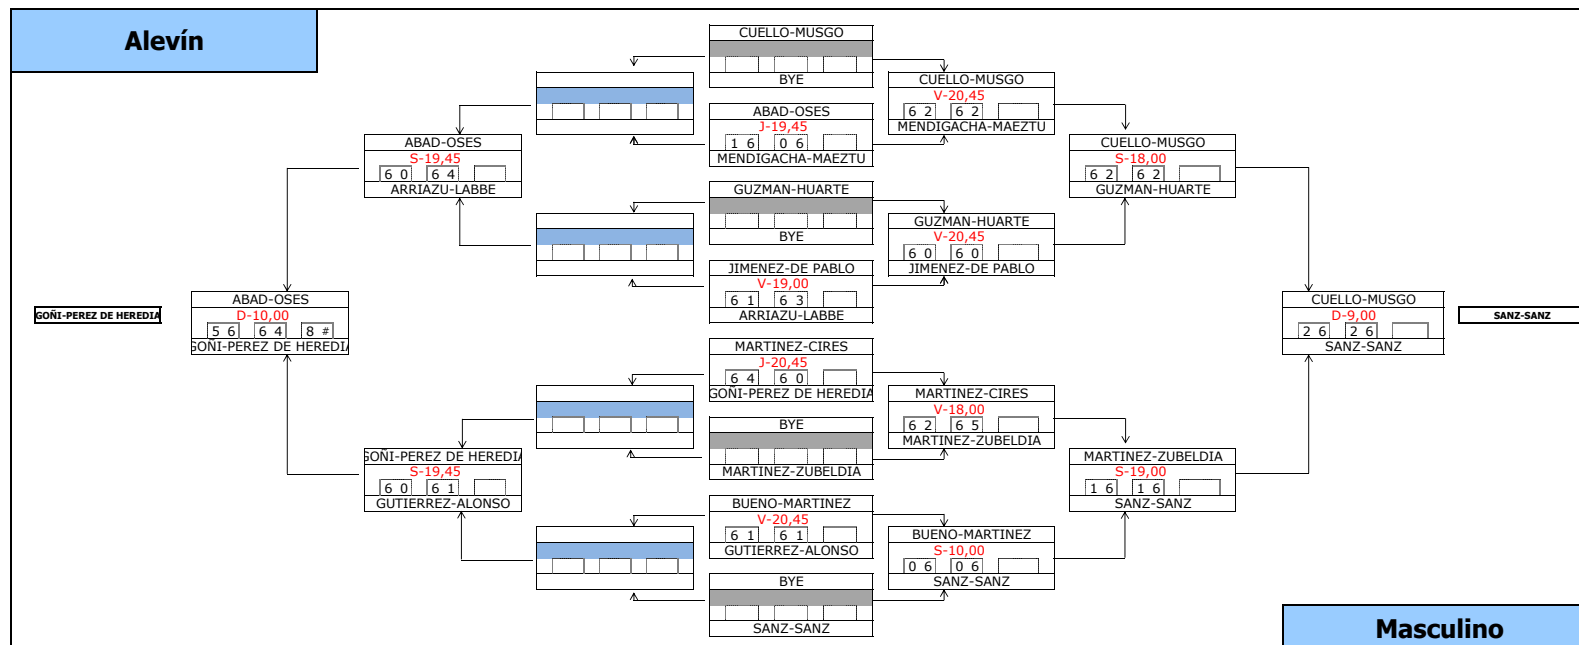 Alevín
CUELLO-MUSGO
BYE
ABAD-OSES
J-19,45
1 6 0 6
MENDIGACHA-MAEZTU
GUZMAN-HUARTE
BYE
JIMENEZ-DE PABLO
V-19,00
6 1 6 3
ARRIAZU-LABBE
MARTINEZ-CIRES
J-20,45
6 4 6 0
GOÑI-PEREZ DE HEREDIA
BYE
MARTINEZ-ZUBELDIA
BUENO-MARTINEZ
V-20,45
6 1 6 1
GUTIERREZ-ALONSO
BYE
SANZ-SANZ
CUELLO-MUSGO
V-20,45
6 2 6 2
MENDIGACHA-MAEZTU
GUZMAN-HUARTE
V-20,45
6 0 6 0
JIMENEZ-DE PABLO
MARTINEZ-CIRES
V-18,00
6 2 6 5
MARTINEZ-ZUBELDIA
BUENO-MARTINEZ
S-10,00
0 6 0 6
SANZ-SANZ
CUELLO-MUSGO
S-18,00
6 2 6 2
GUZMAN-HUARTE
MARTINEZ-ZUBELDIA
S-19,00
1 6 1 6
SANZ-SANZ
CUELLO-MUSGO
D-9,00
2 6 2 6
SANZ-SANZ
SANZ-SANZ
ABAD-OSES
S-19,45
6 0 6 4
ARRIAZU-LABBE
GOÑI-PEREZ DE HEREDIA
S-19,45
6 0 6 1
GUTIERREZ-ALONSO
ABAD-OSES
D-10,00
5 6 6 4 8 #
GOÑI-PEREZ DE HEREDIA
GOÑI-PEREZ DE HEREDIA
Masculino